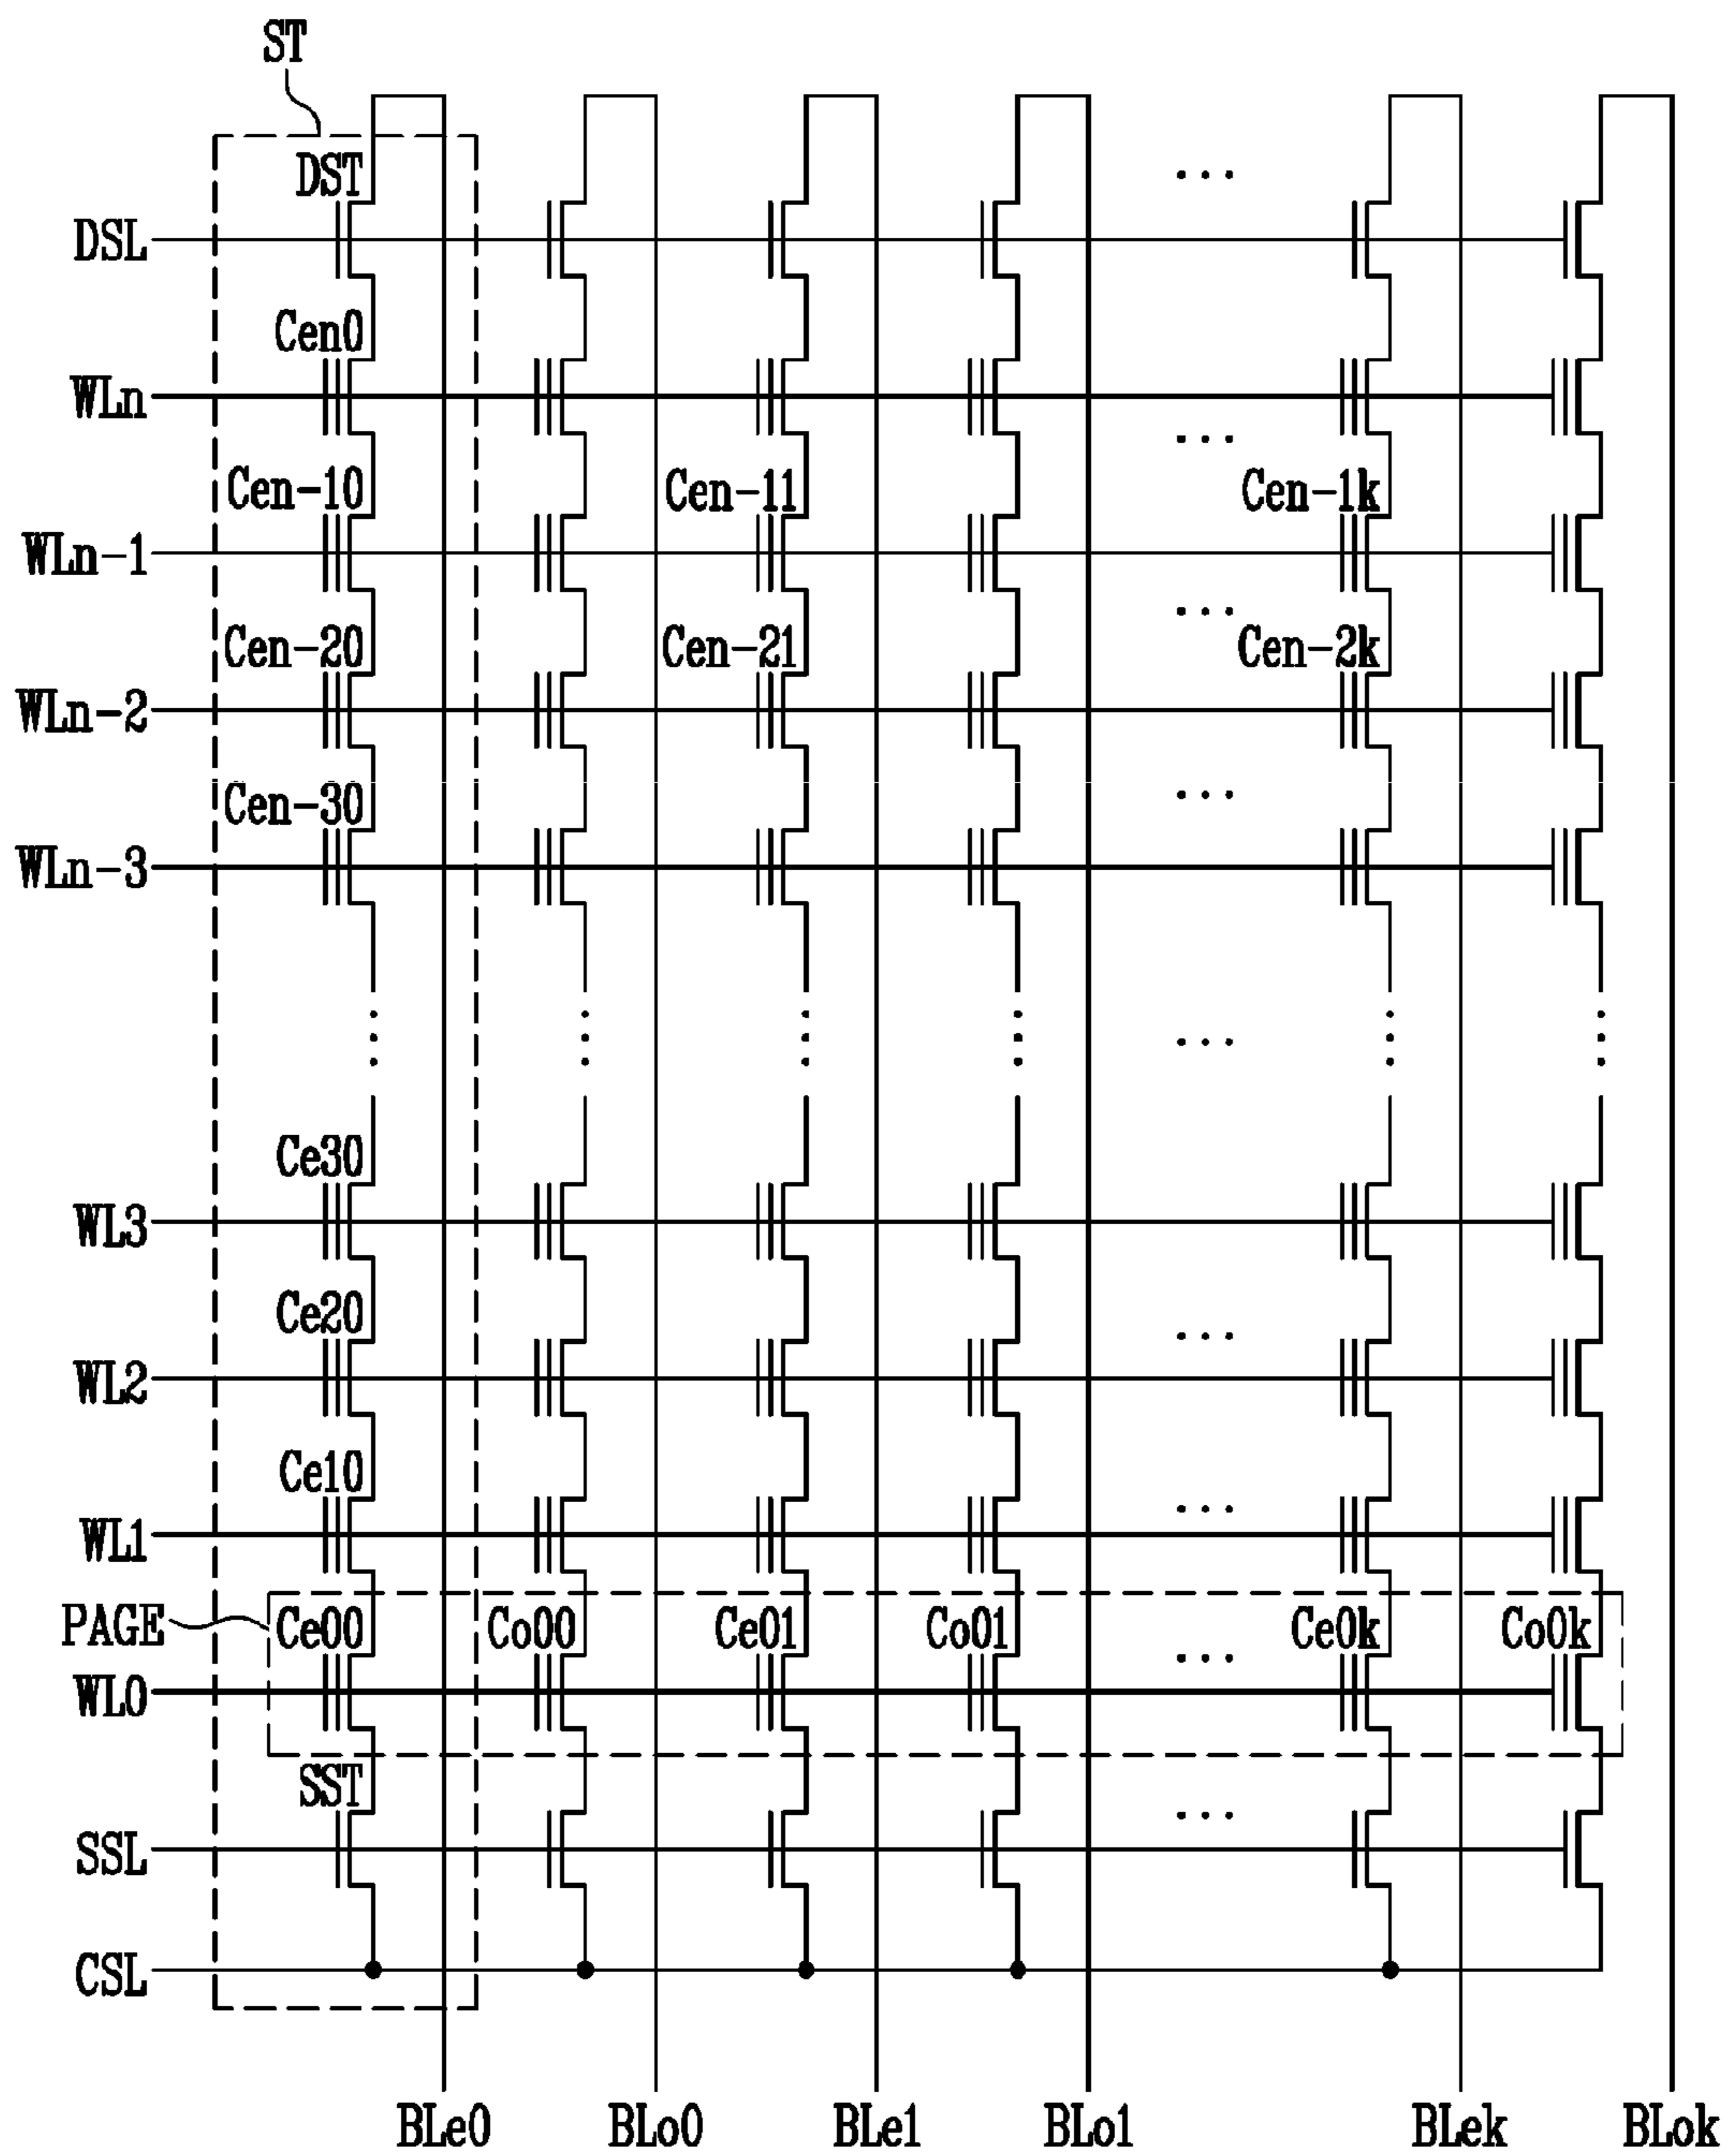 ST
DST
DSL
Cen0
WLn
Cen-10 Cen-11 Cen-1k
WLn-1
Cen-20 Cen-21 Cen-2k
WLn-2
Cen-30
WLn-3
Ce30
WL3
Ce20
WL2
Ce10
WL1
PAGE Ce00 Co00 Ce01 Co01 Ce0k Co0k
WL0
SST
SSL
CSL
BLe0 BLo0 BLe1 BLo1 BLek BLok